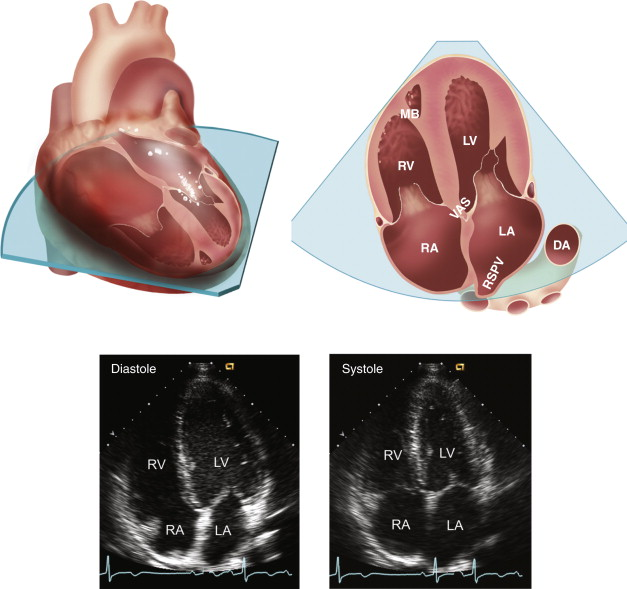 MB
LV
RV
VAS
RA
LA
DA
RSPV
Diastole
RV
LV
RA
LA
Systole
RV
LV
RA
LA